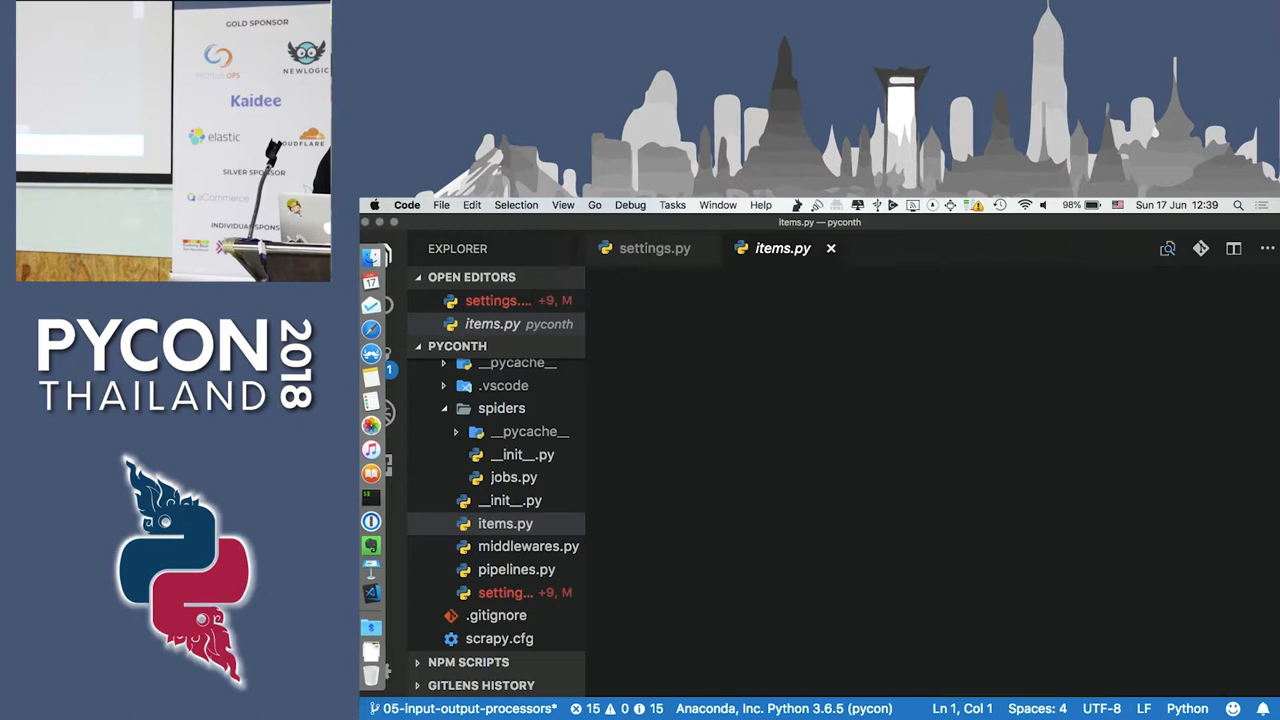 GOLD SPONSOR
NEWLOGIC
Kaidee
elastic
CLOUDFLARE
SILVER SPONSOR
aCommerce
PYCON
THAILAND
2018
Code File Edit Selection View Go Debug Tasks Window Help 98% Sun 17 Jun 12:39
items.py — pyconth
EXPLORER
settings.py
items.py
OPEN EDITORS
settings.... +9, M
items.py pyconth
PYCONTH
__pycache__
.vscode
spiders
__pycache__
__init__.py
jobs.py
__init__.py
items.py
middlewares.py
pipelines.py
setting... +9, M
.gitignore
scrapy.cfg
NPM SCRIPTS
GITLENS HISTORY
17
1
05-input-output-processors* 15 0 15 Anaconda, Inc. Python 3.6.5 (pycon) Ln 1, Col 1 Spaces: 4 UTF-8 LF Python